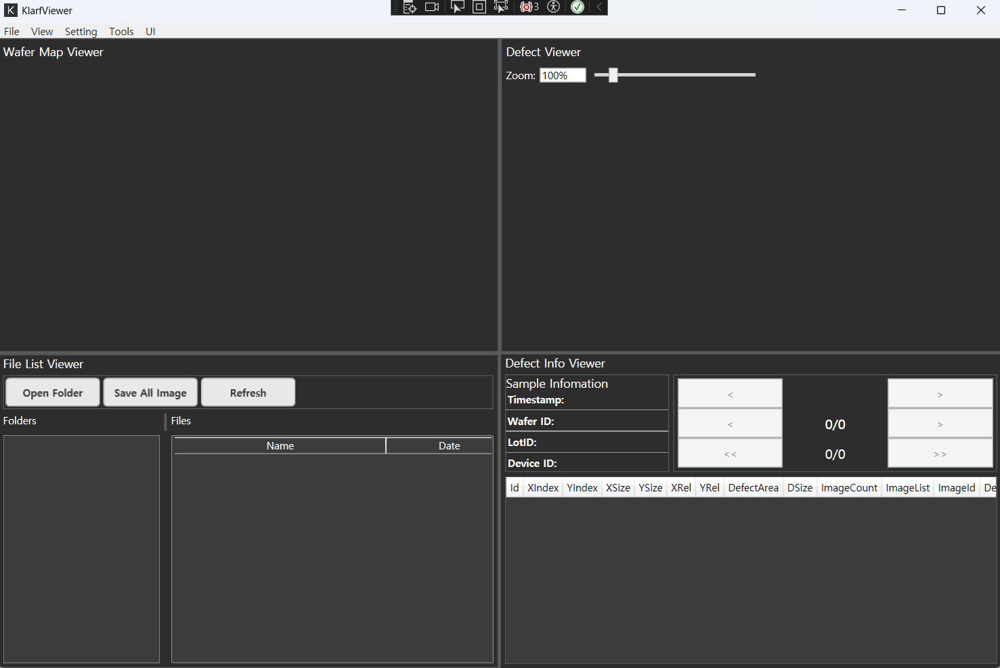 K KlarfViewer
3
File View Setting Tools UI
Wafer Map Viewer
Defect Viewer
Zoom: 100%
File List Viewer
Open Folder Save All Image Refresh
Folders
Files
Name Date
Defect Info Viewer
Sample Infomation
Timestamp:
Wafer ID:
LotID:
Device ID:
< >
< 0/0 >
<< 0/0 >>
Id XIndex YIndex XSize YSize XRel YRel DefectArea DSize ImageCount ImageList ImageId De